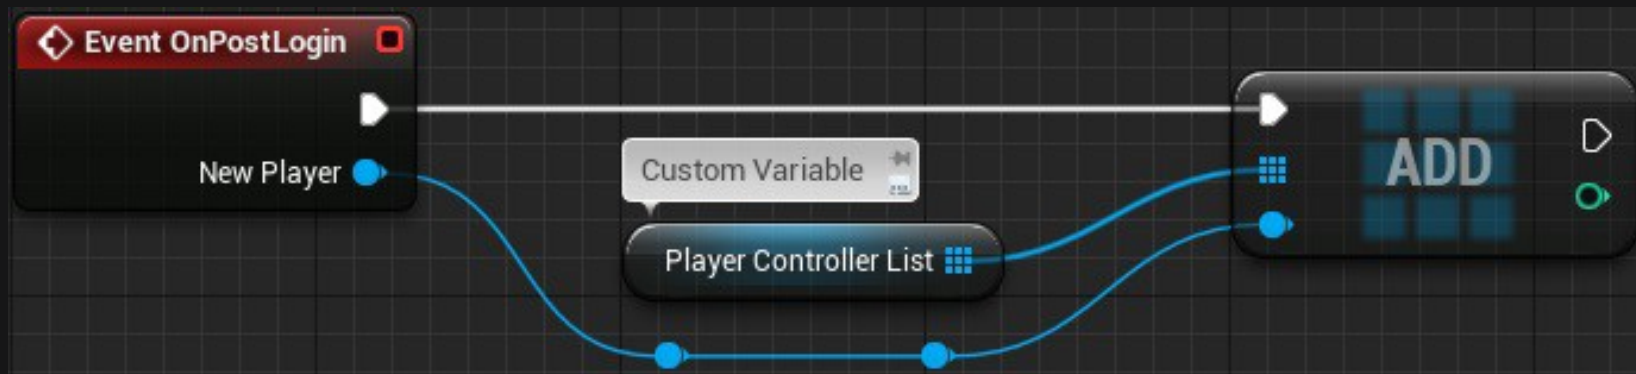 Event OnPostLogin
New Player
Custom Variable
Player Controller List
ADD